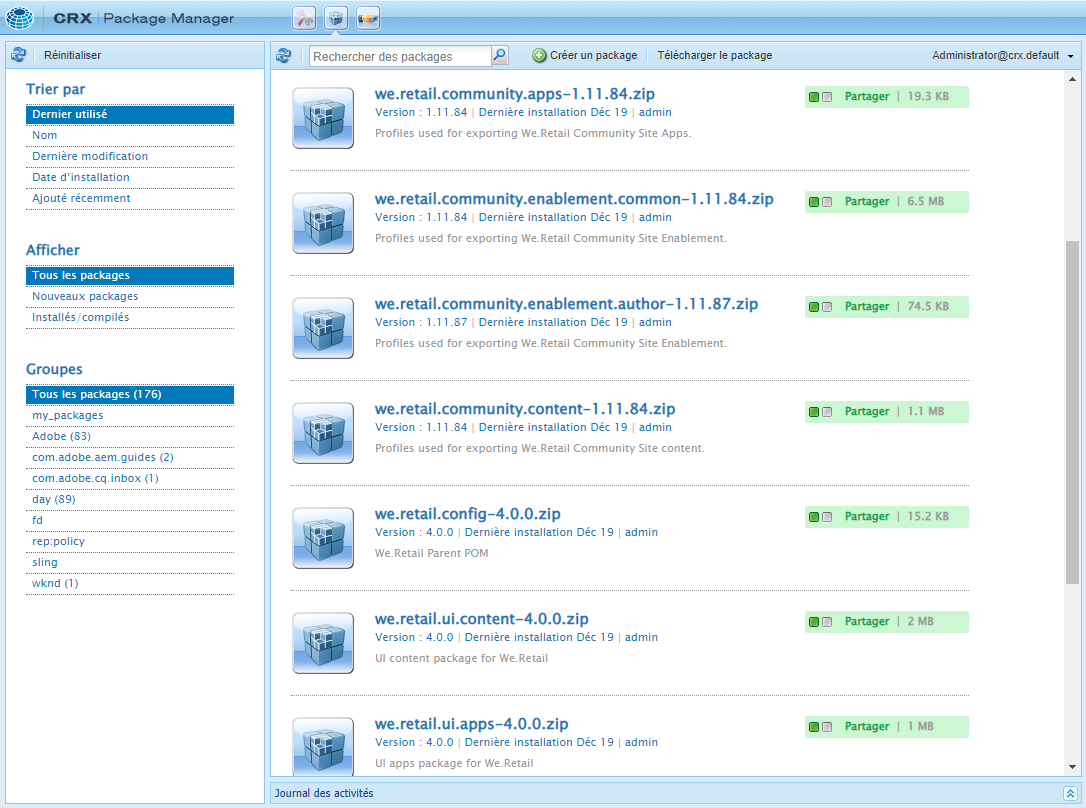 CRX Package Manager
Réinitialiser
Trier par
Dernier utilisé
Nom
Dernière modification
Date d'installation
Ajouté récemment
Afficher
Tous les packages
Nouveaux packages
Installés/compilés
Groupes
Tous les packages (176)
my_packages
Adobe (83)
com.adobe.aem.guides (2)
com.adobe.cq.inbox (1)
day (89)
fd
rep:policy
sling
wknd (1)
Rechercher des packages
Créer un package
Télécharger le package
Administrator@crx.default
we.retail.community.apps-1.11.84.zip
Partager | 19.3 KB
Version : 1.11.84 | Dernière installation Déc 19 | admin
Profiles used for exporting We.Retail Community Site Apps.
we.retail.community.enablement.common-1.11.84.zip
Partager | 6.5 MB
Version : 1.11.84 | Dernière installation Déc 19 | admin
Profiles used for exporting We.Retail Community Site Enablement.
we.retail.community.enablement.author-1.11.87.zip
Partager | 74.5 KB
Version : 1.11.87 | Dernière installation Déc 19 | admin
Profiles used for exporting We.Retail Community Site Enablement.
we.retail.community.content-1.11.84.zip
Partager | 1.1 MB
Version : 1.11.84 | Dernière installation Déc 19 | admin
Profiles used for exporting We.Retail Community Site content.
we.retail.config-4.0.0.zip
Partager | 15.2 KB
Version : 4.0.0 | Dernière installation Déc 19 | admin
We.Retail Parent POM
we.retail.ui.content-4.0.0.zip
Partager | 2 MB
Version : 4.0.0 | Dernière installation Déc 19 | admin
UI content package for We.Retail
we.retail.ui.apps-4.0.0.zip
Partager | 1 MB
Version : 4.0.0 | Dernière installation Déc 19 | admin
UI apps package for We.Retail
Journal des activités